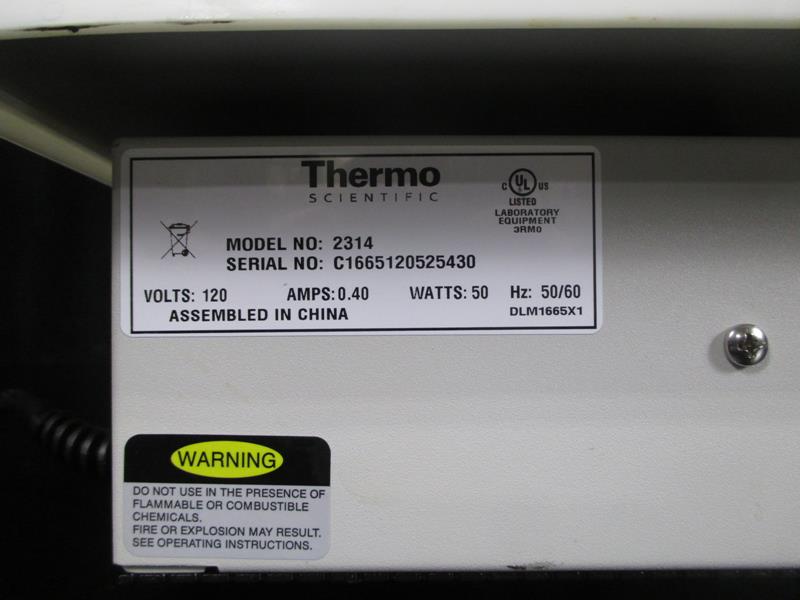 Thermo
SCIENTIFIC
C UL US
LISTED
LABORATORY
EQUIPMENT
3RM0
MODEL NO: 2314
SERIAL NO: C1665120525430
VOLTS: 120 AMPS: 0.40 WATTS: 50 Hz: 50/60
ASSEMBLED IN CHINA DLM1665X1
WARNING
DO NOT USE IN THE PRESENCE OF
FLAMMABLE OR COMBUSTIBLE
CHEMICALS.
FIRE OR EXPLOSION MAY RESULT.
SEE OPERATING INSTRUCTIONS.